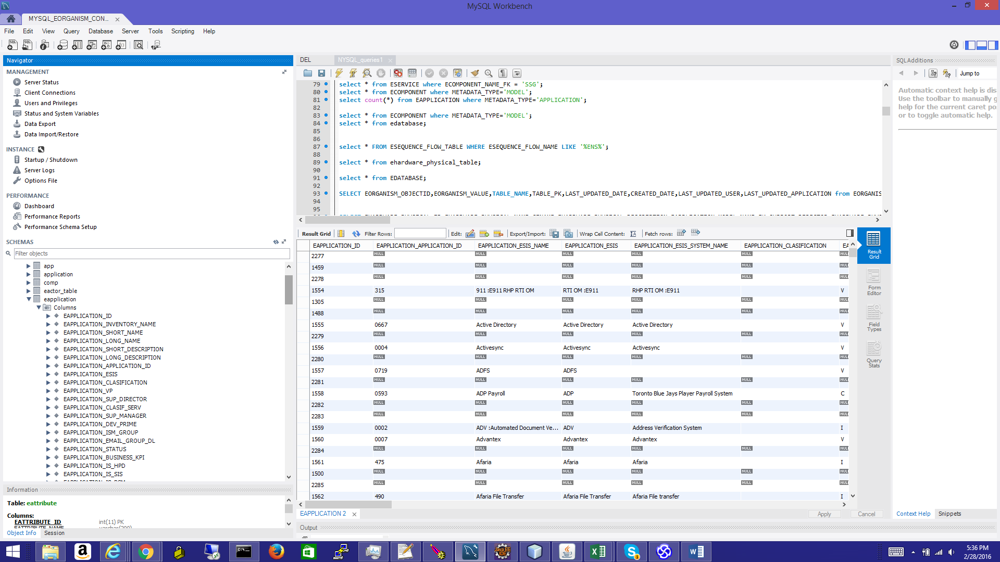 MySQL Workbench
MYSQL_EORGANISM_CON... x
File Edit View Query Database Server Tools Scripting Help
Navigator
MANAGEMENT
Server Status
Client Connections
Users and Privileges
Status and System Variables
Data Export
Data Import/Restore
INSTANCE
Startup / Shutdown
Server Logs
Options File
PERFORMANCE
Dashboard
Performance Reports
Performance Schema Setup
SCHEMAS
Filter objects
app
application
comp
eactor_table
eapplication
Columns
EAPPLICATION_ID
EAPPLICATION_INVENTORY_NAME
EAPPLICATION_SHORT_NAME
EAPPLICATION_LONG_NAME
EAPPLICATION_SHORT_DESCRIPTION
EAPPLICATION_LONG_DESCRIPTION
EAPPLICATION_APPLICATION_ID
EAPPLICATION_ESIS
EAPPLICATION_CLASIFICATION
EAPPLICATION_VP
EAPPLICATION_SUP_DIRECTOR
EAPPLICATION_CLASIF_SERV
EAPPLICATION_SUP_MANAGER
EAPPLICATION_DEV_PRIME
EAPPLICATION_ISM_GROUP
EAPPLICATION_EMAIL_GROUP_DL
EAPPLICATION_STATUS
EAPPLICATION_BUSINESS_KPI
EAPPLICATION_IS_HPD
EAPPLICATION_IS_SIS
Information
Table: eattribute
Columns:
EATTRIBUTE_ID int(11) PK
EATTRIBUTE_NAME varchar(200)
Object Info Session
DEL NYSQL_queries1 x
79 select * from ESERVICE where ECOMPONENT_NAME_FK = 'SSG';
80 select * from ECOMPONENT where METADATA_TYPE='MODEL';
81 select count(*) from EAPPLICATION where METADATA_TYPE='APPLICATION';
82
83 select * from ECOMPONENT where METADATA_TYPE='MODEL';
84 select * from edatabase;
85
86
87 select * FROM ESEQUENCE_FLOW_TABLE WHERE ESEQUENCE_FLOW_NAME LIKE '%ENS%';
88
89 select * from ehardware_physical_table;
90
91 select * from EDATABASE;
92
93 SELECT EORGANISM_OBJECTID,EORGANISM_VALUE,TABLE_NAME,TABLE_PK,LAST_UPDATED_DATE,CREATED_DATE,LAST_UPDATED_USER,LAST_UPDATED_APPLICATION from EORGANIS
94
95
Result Grid Filter Rows: Edit: Export/Import: Wrap Cell Content: Fetch rows:
EAPPLICATION_ID EAPPLICATION_APPLICATION_ID EAPPLICATION_ESIS_NAME EAPPLICATION_ESIS EAPPLICATION_ESIS_SYSTEM_NAME EAPPLICATION_CLASIFICATION EA
2277 NULL NULL NULL NULL NULL NULL
1459 NULL NULL NULL NULL NULL NULL
2278 NULL NULL NULL NULL NULL NULL
1554 315 911 :E911 RHP RTI OM RTI OM :E911 RHP RTI OM :E911 V
1305 NULL NULL NULL NULL NULL NULL
1488 NULL NULL NULL NULL NULL NULL
1555 0667 Active Directory Active Directory Active Directory V
2279 NULL NULL NULL NULL NULL NULL
1556 0004 Activesync Activesync Activesync V
2280 NULL NULL NULL NULL NULL NULL
1557 0719 ADFS ADFS V
2281 NULL NULL NULL NULL NULL NULL
1558 0593 ADP Payroll ADP Toronto Blue Jays Player Payroll System C
2282 NULL NULL NULL NULL NULL NULL
2283 NULL NULL NULL NULL NULL NULL
1559 0002 ADV :Automated Document Ve... ADV Address Verification System I
1560 0007 Advantex Advantex Advantex V
2284 NULL NULL NULL NULL NULL NULL
1561 475 Afaria Afaria Afaria I
1500 NULL NULL NULL NULL NULL NULL
2285 NULL NULL NULL NULL NULL NULL
1562 490 Afaria File Transfer Afaria File Transfer Afaria File transfer I
EAPPLICATION 2 x
Apply Cancel
Output
Result Grid
Form Editor
Field Types
Query Stats
SQLAdditions
Jump to
Automatic context help is dis
Use the toolbar to manually g
help for the current caret po
or to toggle automatic help.
Context Help Snippets
5:36 PM
2/28/2016